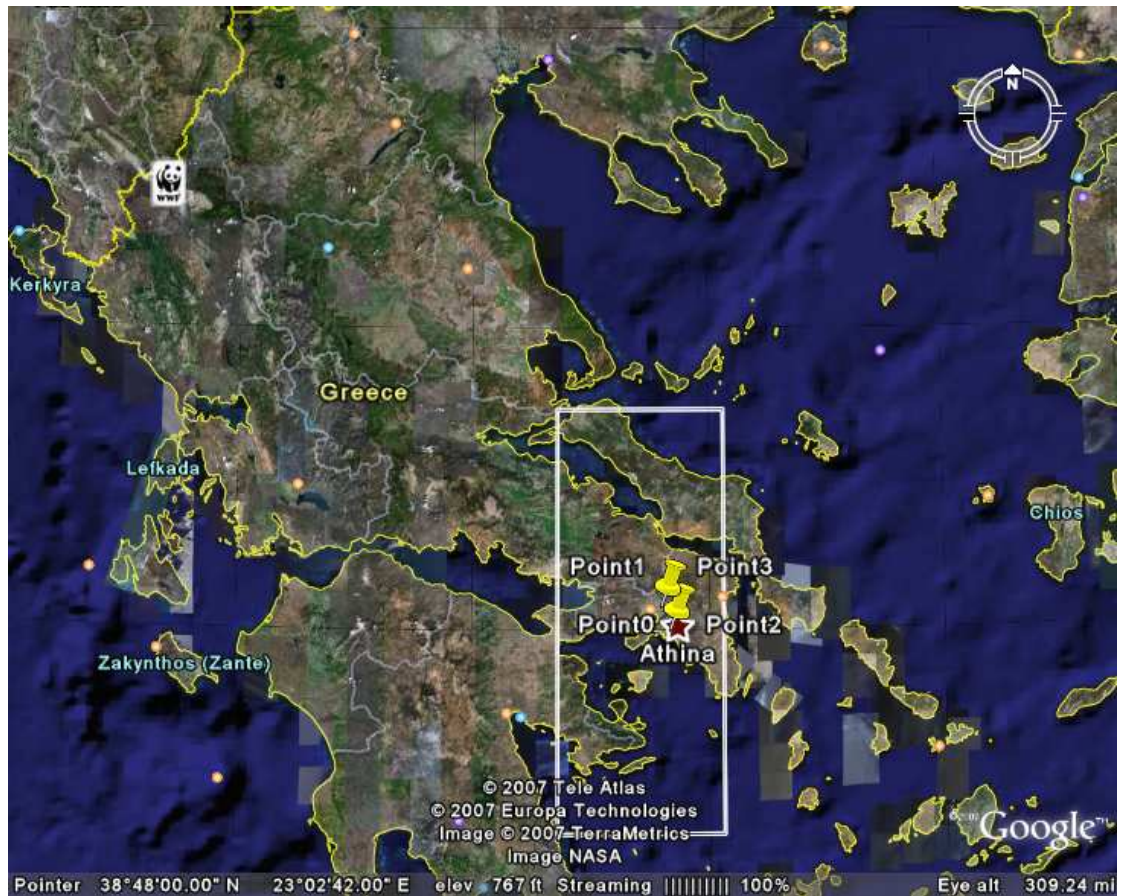 N
WWF
Kerkyra
Greece
Lefkada
Chios
Point1 Point3
Point0 Point2
Athina
Zakynthos (Zante)
© 2007 Tele Atlas
© 2007 Europa Technologies
Image © 2007 TerraMetrics
Image NASA
Google™
Pointer 38°48'00.00" N 23°02'42.00" E elev 767 ft Streaming |||||||||| 100% Eye alt 309.24 mi